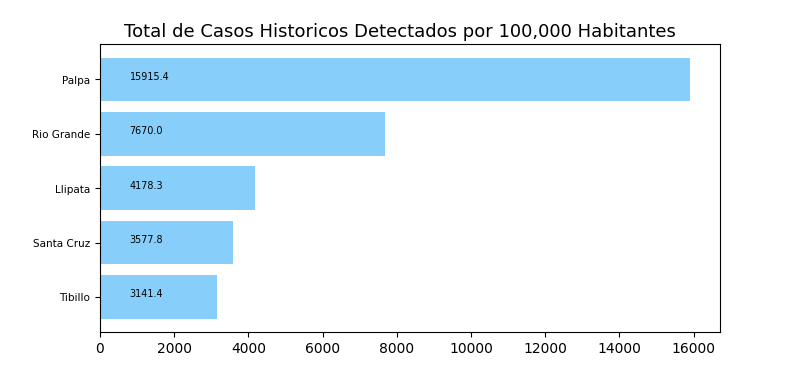 Total de Casos Historicos Detectados por 100,000 Habitantes
Palpa 15915.4
Rio Grande 7670.0
Llipata 4178.3
Santa Cruz 3577.8
Tibillo 3141.4
0 2000 4000 6000 8000 10000 12000 14000 16000